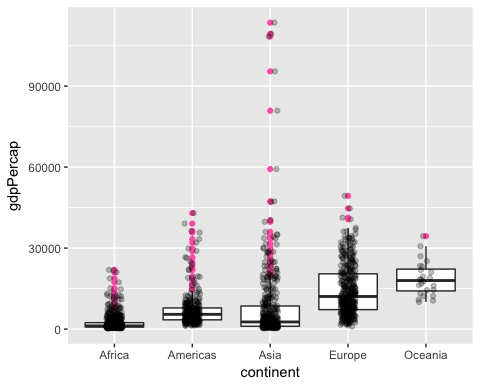 gdpPercap
90000
60000
30000
0
Africa Americas Asia Europe Oceania
continent